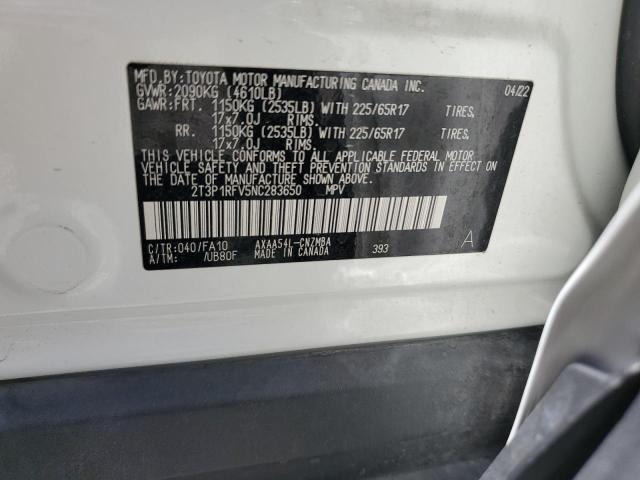 MFD.BY:TOYOTA MOTOR MANUFACTURING CANADA INC.
GVWR:2090KG (4610LB) 04/22
GAWR:FRT. 1150KG (2535LB) WITH 225/65R17 TIRES,
17x7.0J RIMS.
RR. 1150KG (2535LB) WITH 225/65R17 TIRES,
17x7.0J RIMS.
THIS VEHICLE CONFORMS TO ALL APPLICABLE FEDERAL MOTOR
VEHICLE SAFETY AND THEFT PREVENTION STANDARDS IN EFFECT ON
THE DATE OF MANUFACTURE SHOWN ABOVE.
2T3P1RFV5NC283650 MPV
C/TR:040/FA10 AXAA54L-CNZMBA 393 A
A/TM: /UB80F MADE IN CANADA